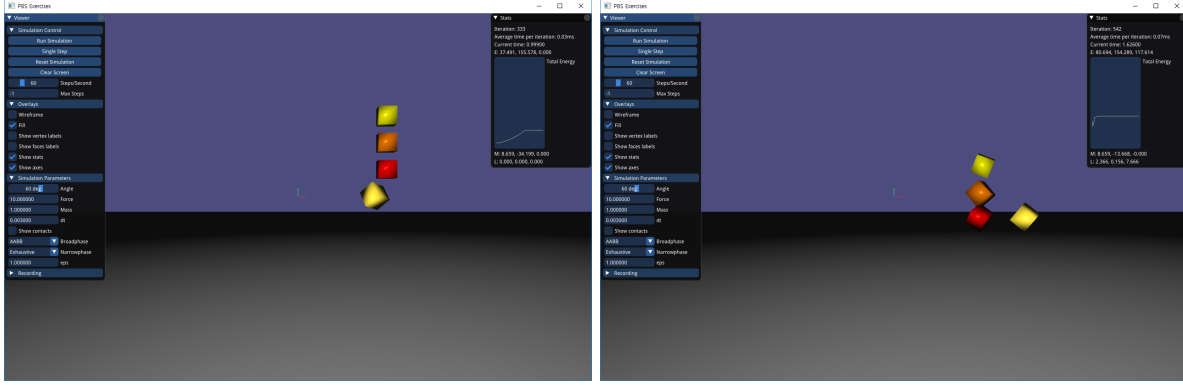 PBS Exercises
Viewer
Simulation Control
Run Simulation
Single Step
Reset Simulation
Clear Screen
60 Steps/Second
-1 Max Steps
Overlays
Wireframe
Fill
Show vertex labels
Show faces labels
Show stats
Show axes
Simulation Parameters
60 deg Angle
10.000000 Force
1.000000 Mass
0.003000 dt
Show contacts
AABB Broadphase
Exhaustive Narrowphase
1.000000 eps
Recording
Stats
Iteration: 333
Average time per iteration: 0.03ms
Current time: 0.99900
E: 37.491, 155.578, 0.000
Total Energy
M: 8.659, -34.199, 0.000
L: 0.000, 0.000, 0.000
PBS Exercises
Viewer
Simulation Control
Run Simulation
Single Step
Reset Simulation
Clear Screen
60 Steps/Second
-1 Max Steps
Overlays
Wireframe
Fill
Show vertex labels
Show faces labels
Show stats
Show axes
Simulation Parameters
60 deg Angle
10.000000 Force
1.000000 Mass
0.003000 dt
Show contacts
AABB Broadphase
Exhaustive Narrowphase
1.000000 eps
Recording
Stats
Iteration: 542
Average time per iteration: 0.07ms
Current time: 1.62600
E: 80.694, 154.289, 117.614
Total Energy
M: 8.659, -13.668, -0.000
L: 2.366, 0.156, 7.666